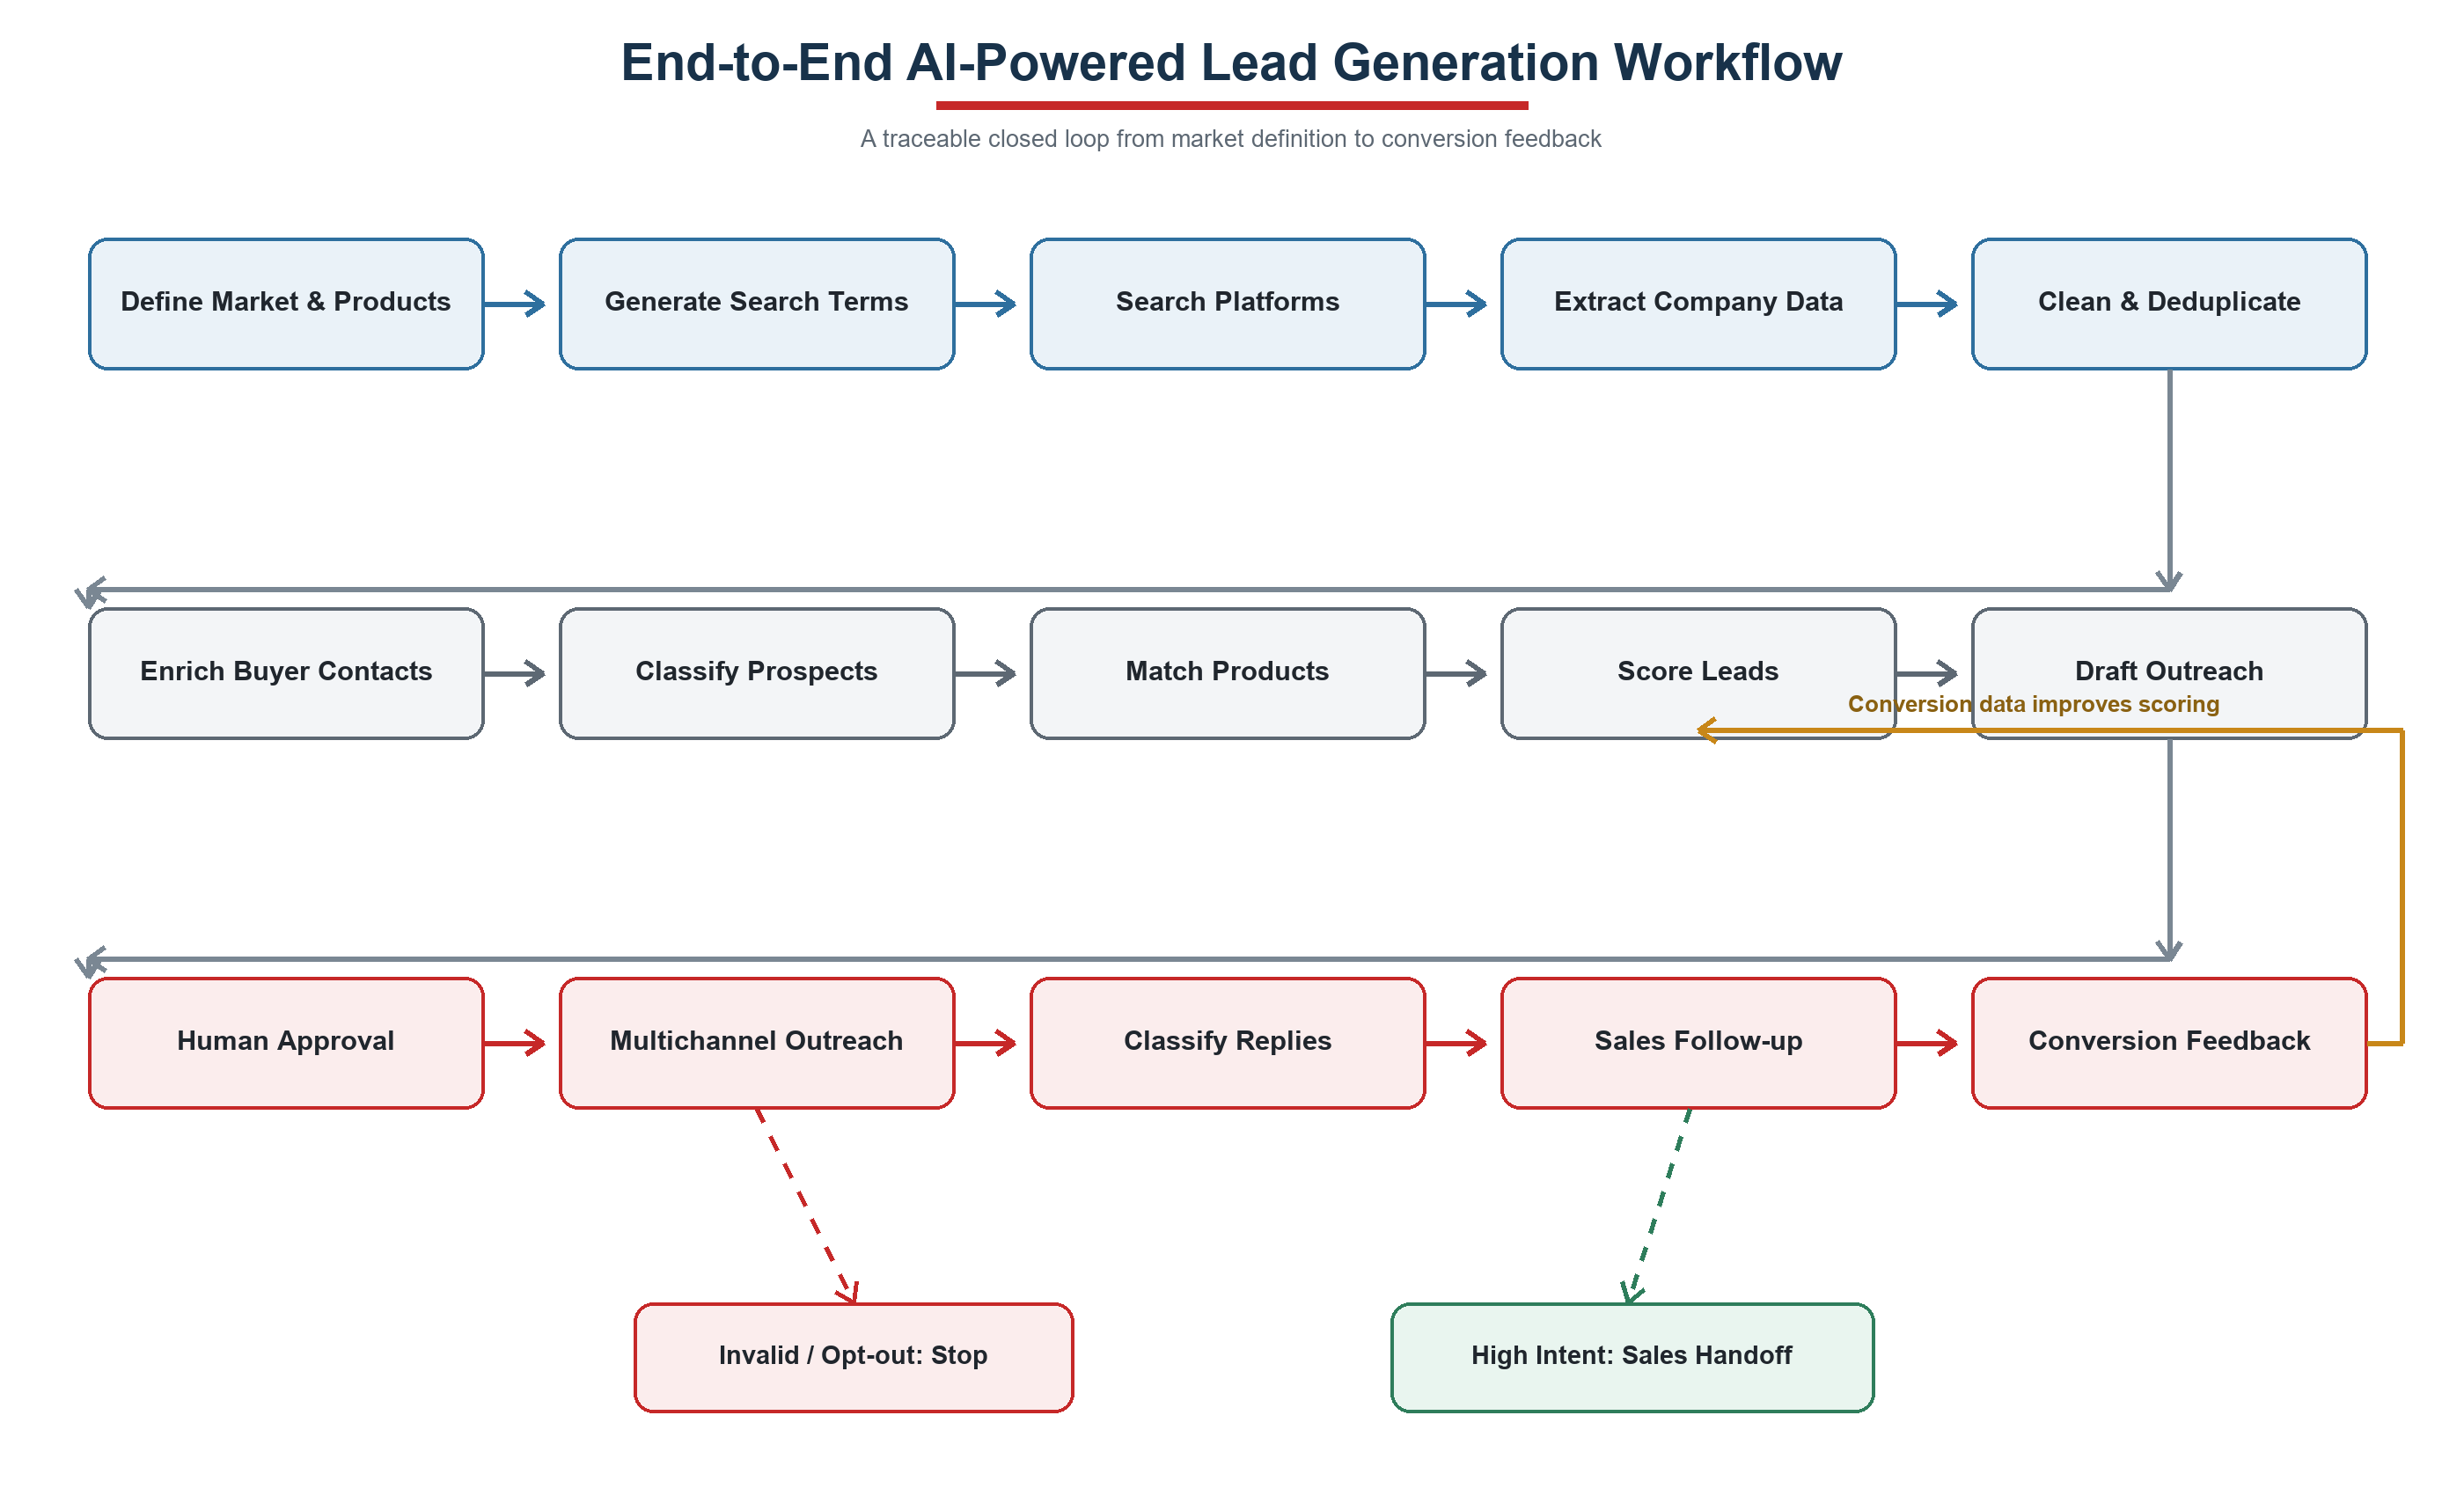 End-to-End AI-Powered Lead Generation Workflow
A traceable closed loop from market definition to conversion feedback
Define Market & Products
Generate Search Terms
Search Platforms
Extract Company Data
Clean & Deduplicate
Enrich Buyer Contacts
Classify Prospects
Match Products
Score Leads
Draft Outreach
Conversion data improves scoring
Human Approval
Multichannel Outreach
Classify Replies
Sales Follow-up
Conversion Feedback
Invalid / Opt-out: Stop
High Intent: Sales Handoff